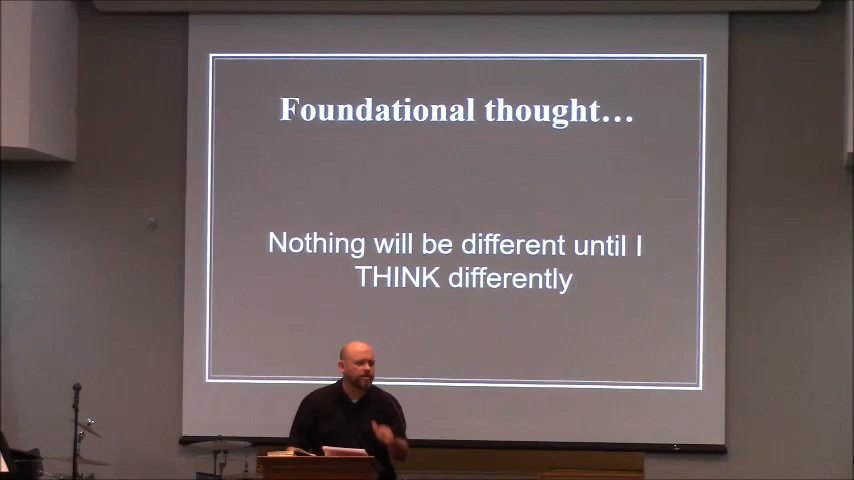 Foundational thought…
Nothing will be different until I
THINK differently